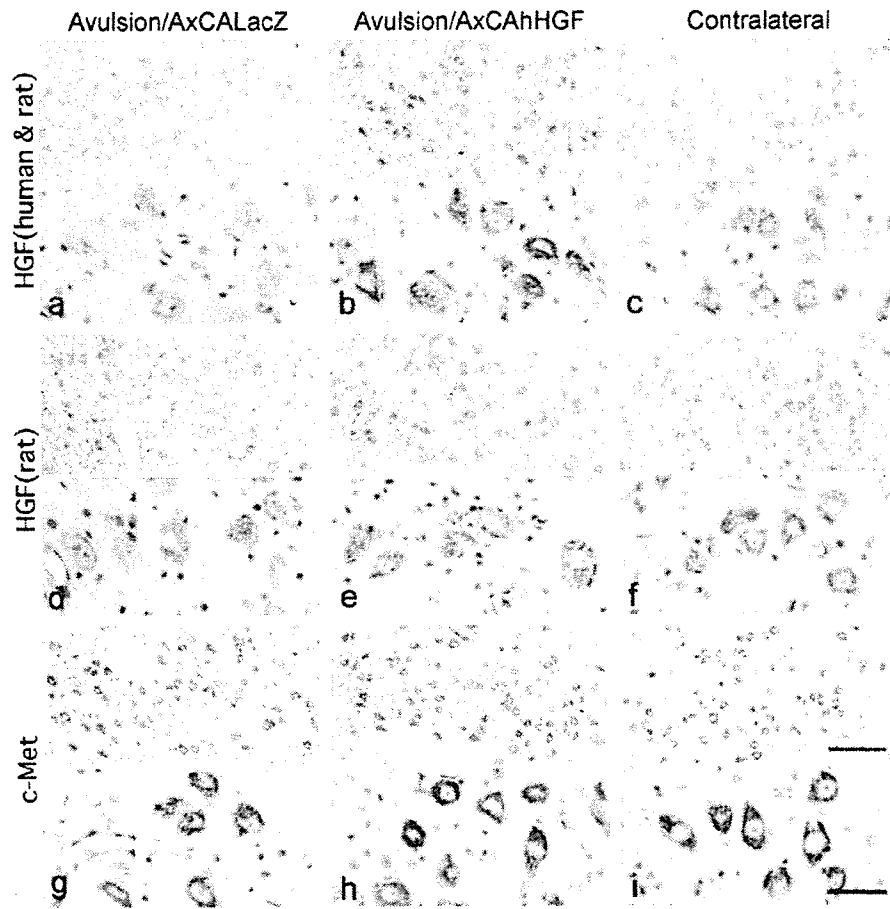 Avulsion/AxCALacZ Avulsion/AxCAhHGF Contralateral
HGF(human & rat)
a b c
HGF(rat)
d e f
c-Met
g h i